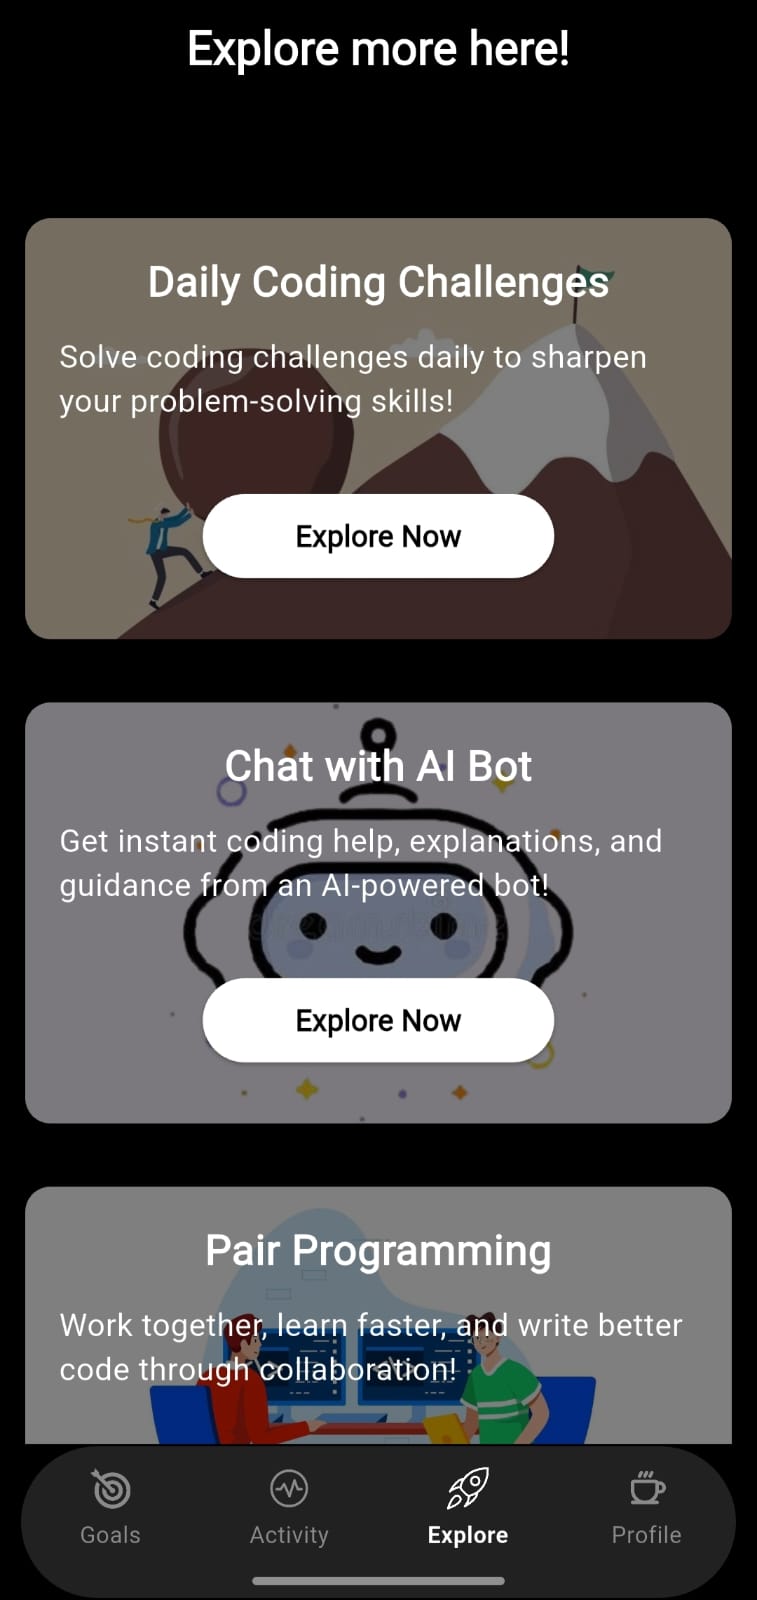 Explore more here!
Daily Coding Challenges
Solve coding challenges daily to sharpen
your problem-solving skills!
Explore Now
Chat with AI Bot
Get instant coding help, explanations, and
guidance from an AI-powered bot!
Explore Now
Pair Programming
Work together, learn faster, and write better
code through collaboration!
Goals
Activity
Explore
Profile